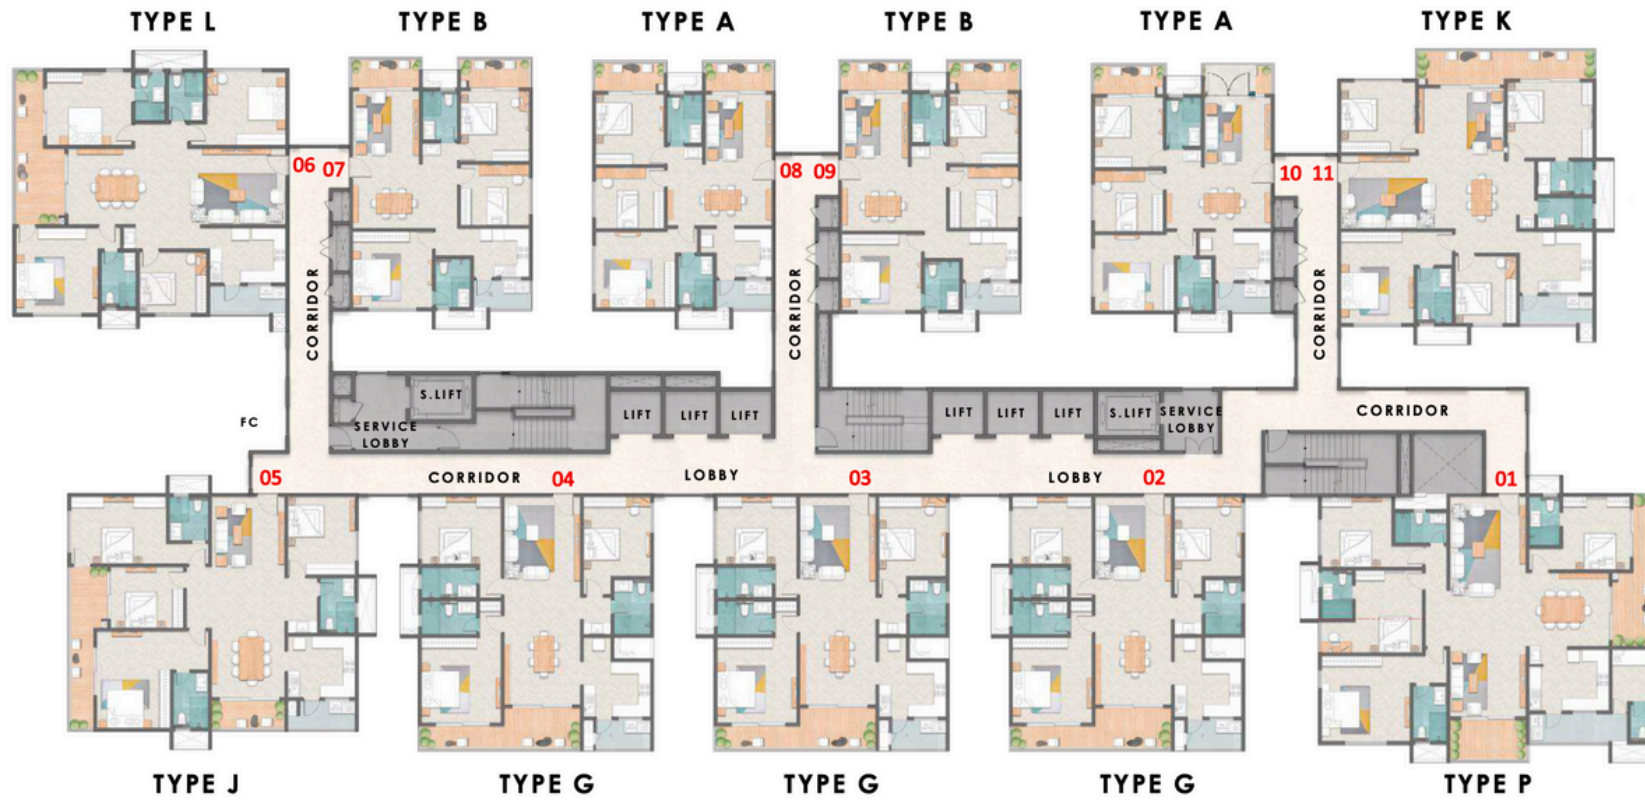 TYPE L
TYPE B
TYPE A
TYPE B
TYPE A
TYPE K
06
07
08
09
10
11
CORRIDOR
CORRIDOR
CORRIDOR
S.LIFT
LIFT
LIFT
LIFT
LIFT
LIFT
LIFT
S.LIFT
SERVICE
LOBBY
SERVICE
LOBBY
CORRIDOR
FC
05
CORRIDOR
04
LOBBY
03
LOBBY
02
01
TYPE J
TYPE G
TYPE G
TYPE G
TYPE P